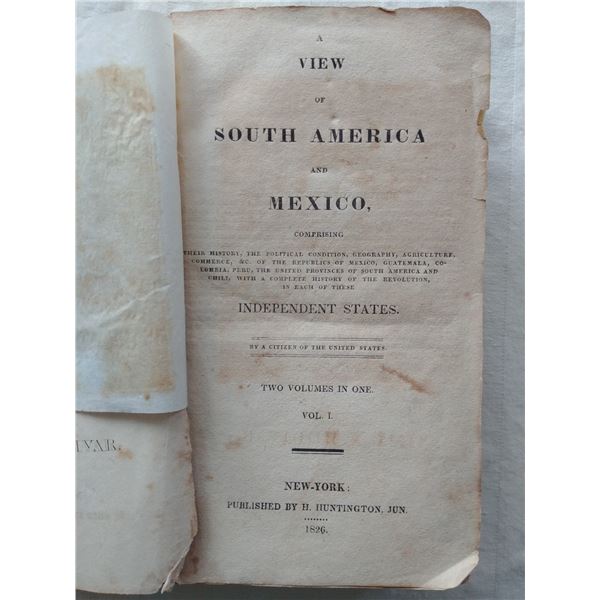 A
VIEW
OF
SOUTH AMERICA
AND
MEXICO,
COMPRISING
THEIR HISTORY, THE POLITICAL CONDITION, GEOGRAPHY, AGRICULTURE,
COMMERCE, &C. OF THE REPUBLICS OF MEXICO, GUATEMALA, CO-
LOMBIA, PERU, THE UNITED PROVINCES OF SOUTH AMERICA AND
CHILI, WITH A COMPLETE HISTORY OF THE REVOLUTION,
IN EACH OF THESE
INDEPENDENT STATES.
BY A CITIZEN OF THE UNITED STATES.
TWO VOLUMES IN ONE.
VOL. I.
NEW-YORK:
PUBLISHED BY H. HUNTINGTON, JUN.
1826.